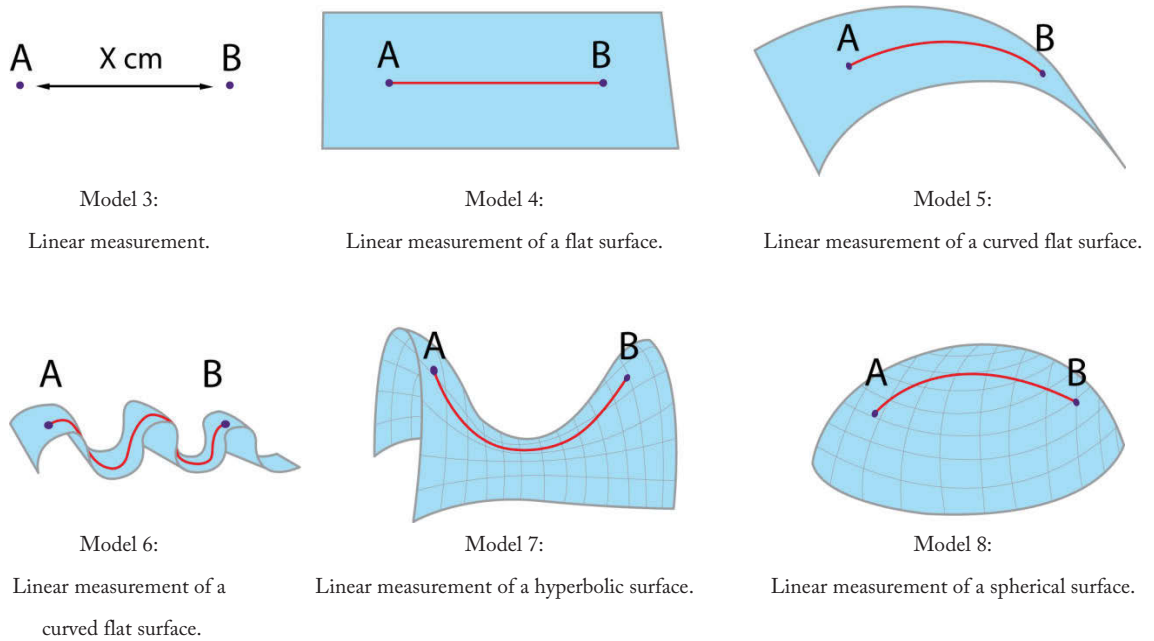 A
X cm
B
A
B
A
B
Model 3:
Linear measurement.
Model 4:
Linear measurement of a flat surface.
Model 5:
Linear measurement of a curved flat surface.
A
B
A
B
A
B
Model 6:
Linear measurement of a
curved flat surface.
Model 7:
Linear measurement of a hyperbolic surface.
Model 8:
Linear measurement of a spherical surface.